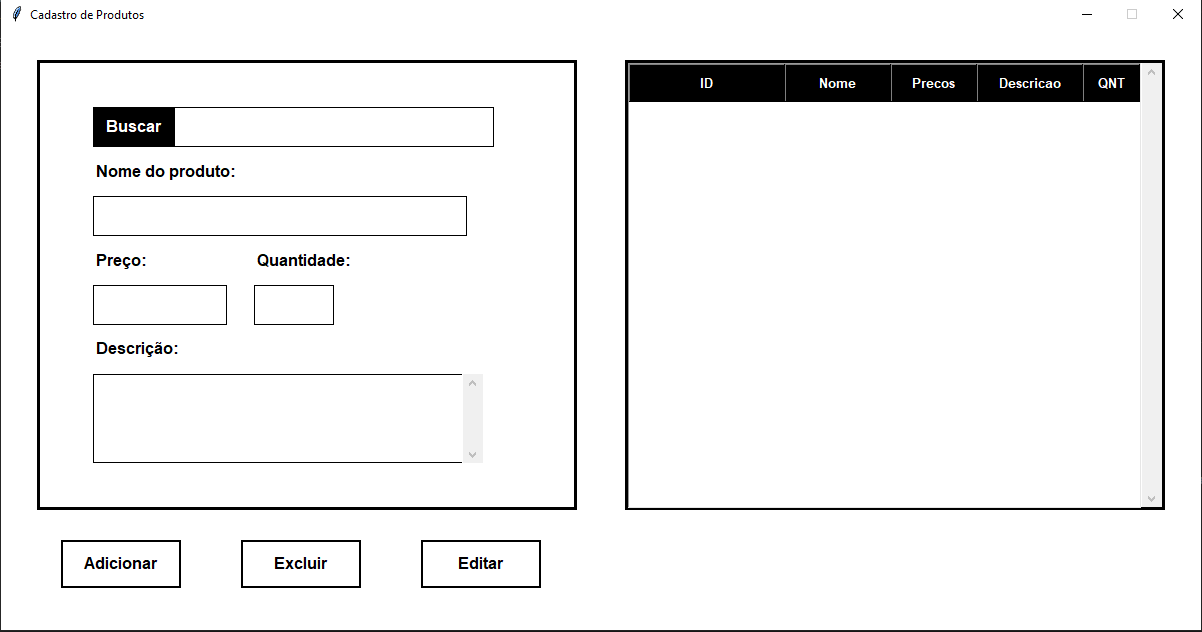 Cadastro de Produtos
Buscar
Nome do produto:
Preço: Quantidade:
Descrição:
ID Nome Precos Descricao QNT
Adicionar Excluir Editar